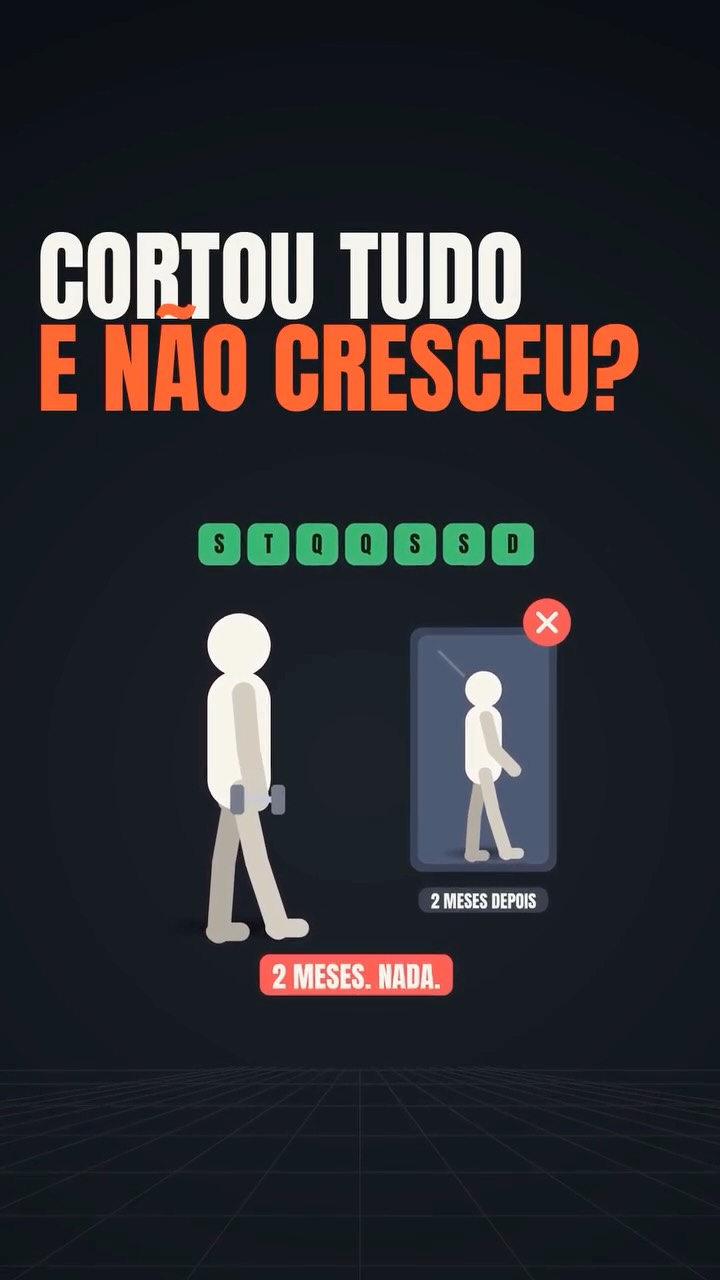 CORTOU TUDO
E NÃO CRESCEU?
S T Q Q S S D
2 MESES DEPOIS
2 MESES. NADA.